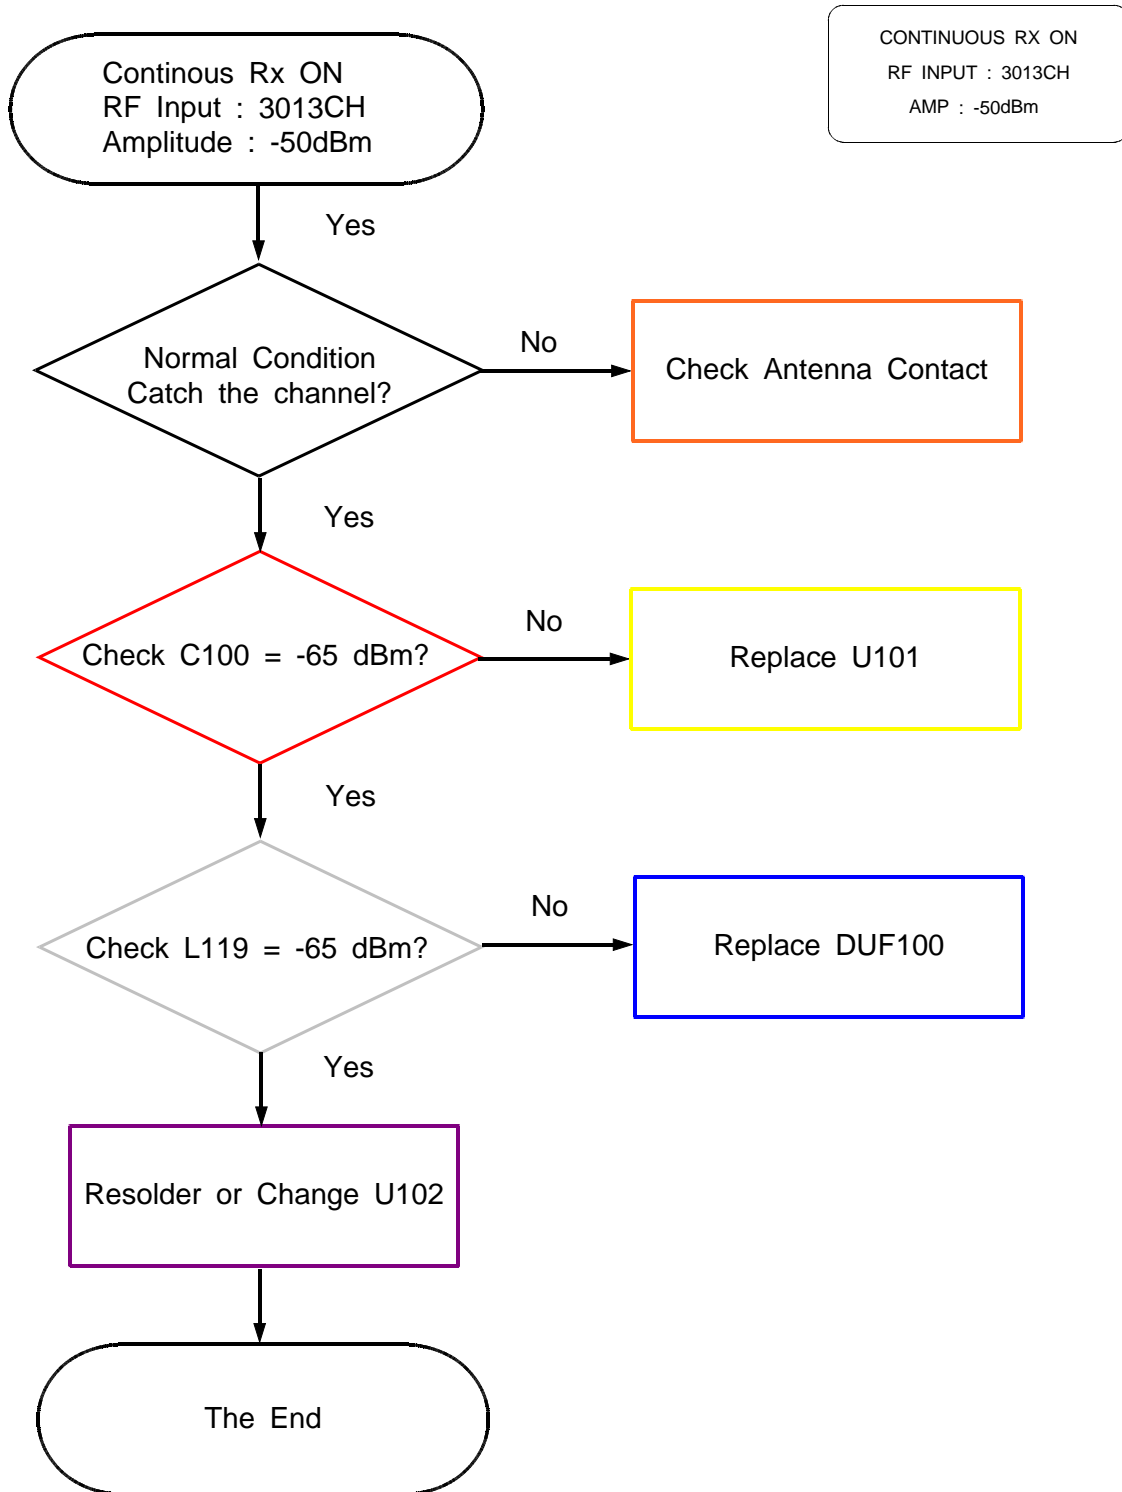 Continous Rx ON
RF Input : 3013CH
Amplitude : -50dBm
CONTINUOUS RX ON
RF INPUT : 3013CH
AMP : -50dBm
Yes
Normal Condition
Catch the channel?
No
Check Antenna Contact
Yes
Check C100 = -65 dBm?
No
Replace U101
Yes
Check L119 = -65 dBm?
No
Replace DUF100
Yes
Resolder or Change U102
The End